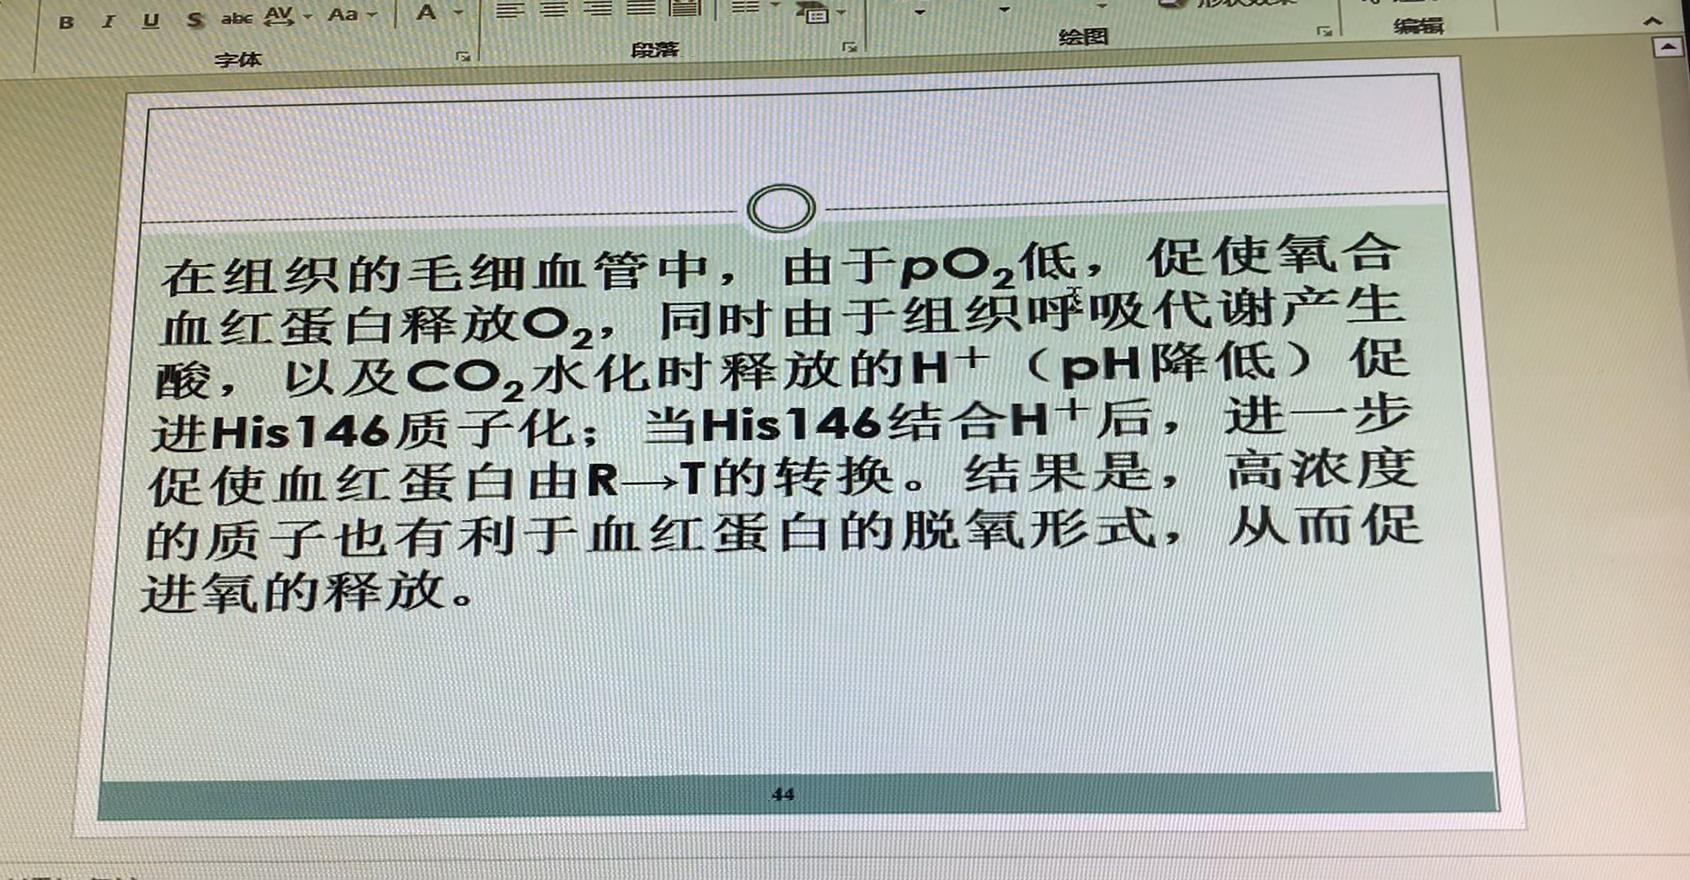 B I U S abc AV Aa A
字体
段落
绘图
编辑
在组织的毛细血管中，由于pO₂低，促使氧合
血红蛋白释放O₂，同时由于组织呼吸代谢产生
酸，以及CO₂水化时释放的H⁺（pH降低）促
进His146质子化；当His146结合H⁺后，进一步
促使血红蛋白由R→T的转换。结果是，高浓度
的质子也有利于血红蛋白的脱氧形式，从而促
进氧的释放。
44